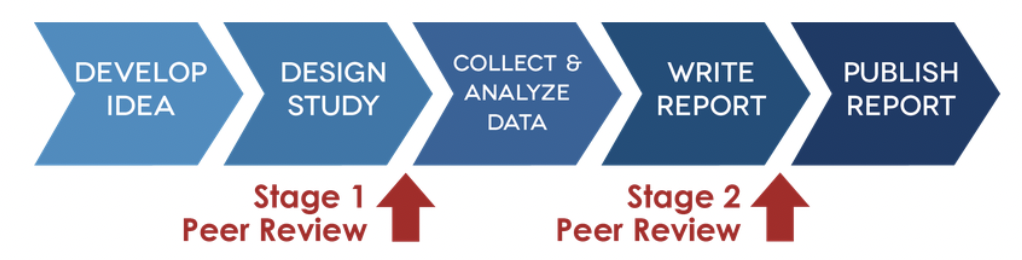 DEVELOP
IDEA
DESIGN
STUDY
COLLECT &
ANALYZE
DATA
WRITE
REPORT
PUBLISH
REPORT
Stage 1
Peer Review
Stage 2
Peer Review